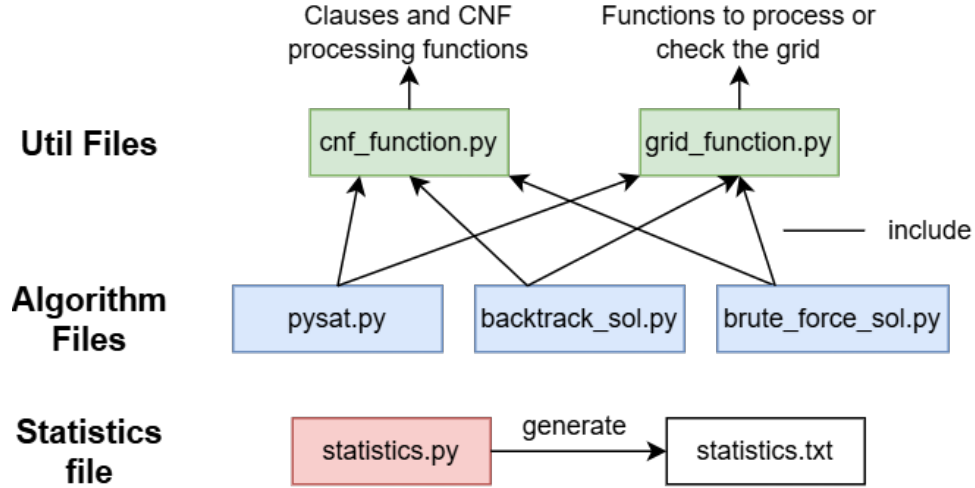 Clauses and CNF
processing functions
Functions to process or
check the grid
Util Files
cnf_function.py
grid_function.py
include
Algorithm
Files
pysat.py
backtrack_sol.py
brute_force_sol.py
Statistics
file
statistics.py
generate
statistics.txt